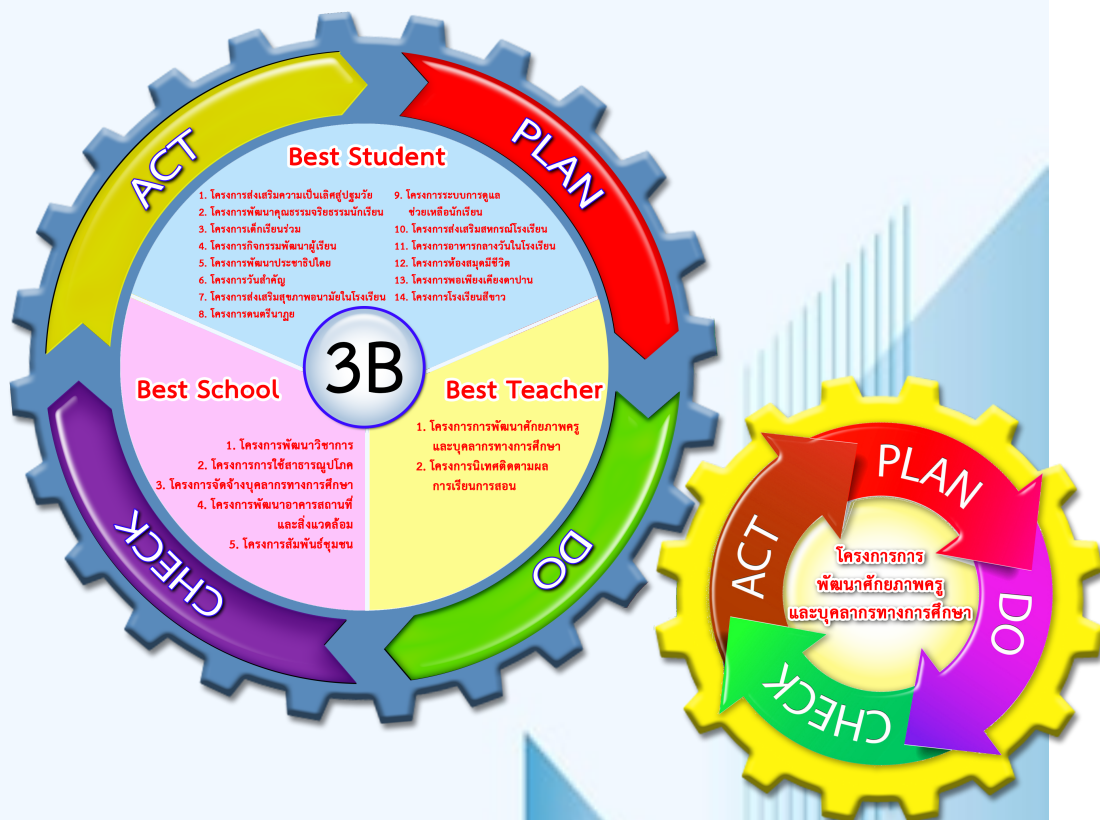 ACT
PLAN
DO
CHECK
3B
Best Student
1. โครงการส่งเสริมความเป็นเลิศสู่ปฐมวัย
2. โครงการพัฒนาคุณธรรมจริยธรรมนักเรียน
3. โครงการเด็กเรียนร่วม
4. โครงการกิจกรรมพัฒนาผู้เรียน
5. โครงการพัฒนาประชาธิปไตย
6. โครงการวันสำคัญ
7. โครงการส่งเสริมสุขภาพอนามัยในโรงเรียน
8. โครงการดนตรีนาฏย
9. โครงการระบบการดูแล
ช่วยเหลือนักเรียน
10. โครงการส่งเสริมสหกรณ์โรงเรียน
11. โครงการอาหารกลางวันในโรงเรียน
12. โครงการห้องสมุดมีชีวิต
13. โครงการพอเพียงเคียงตาปาน
14. โครงการโรงเรียนสีขาว
Best School
1. โครงการพัฒนาวิชาการ
2. โครงการการใช้สาธารณูปโภค
3. โครงการจัดจ้างบุคลากรทางการศึกษา
4. โครงการพัฒนาอาคารสถานที่
และสิ่งแวดล้อม
5. โครงการสัมพันธ์ชุมชน
Best Teacher
1. โครงการการพัฒนาศักยภาพครู
และบุคลากรทางการศึกษา
2. โครงการนิเทศติดตามผล
การเรียนการสอน
PLAN
DO
CHECK
ACT
โครงการการ
พัฒนาศักยภาพครู
และบุคลากรทางการศึกษา